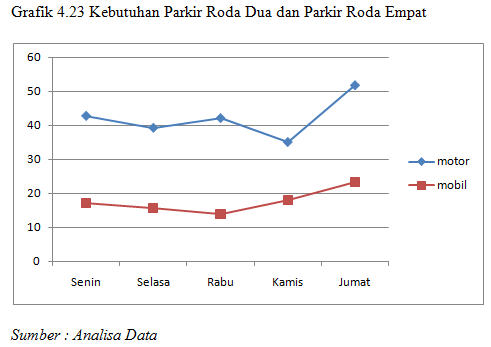 Grafik 4.23 Kebutuhan Parkir Roda Dua dan Parkir Roda Empat
60
50
40
30
20
10
0
Senin Selasa Rabu Kamis Jumat
motor
mobil
Sumber : Analisa Data